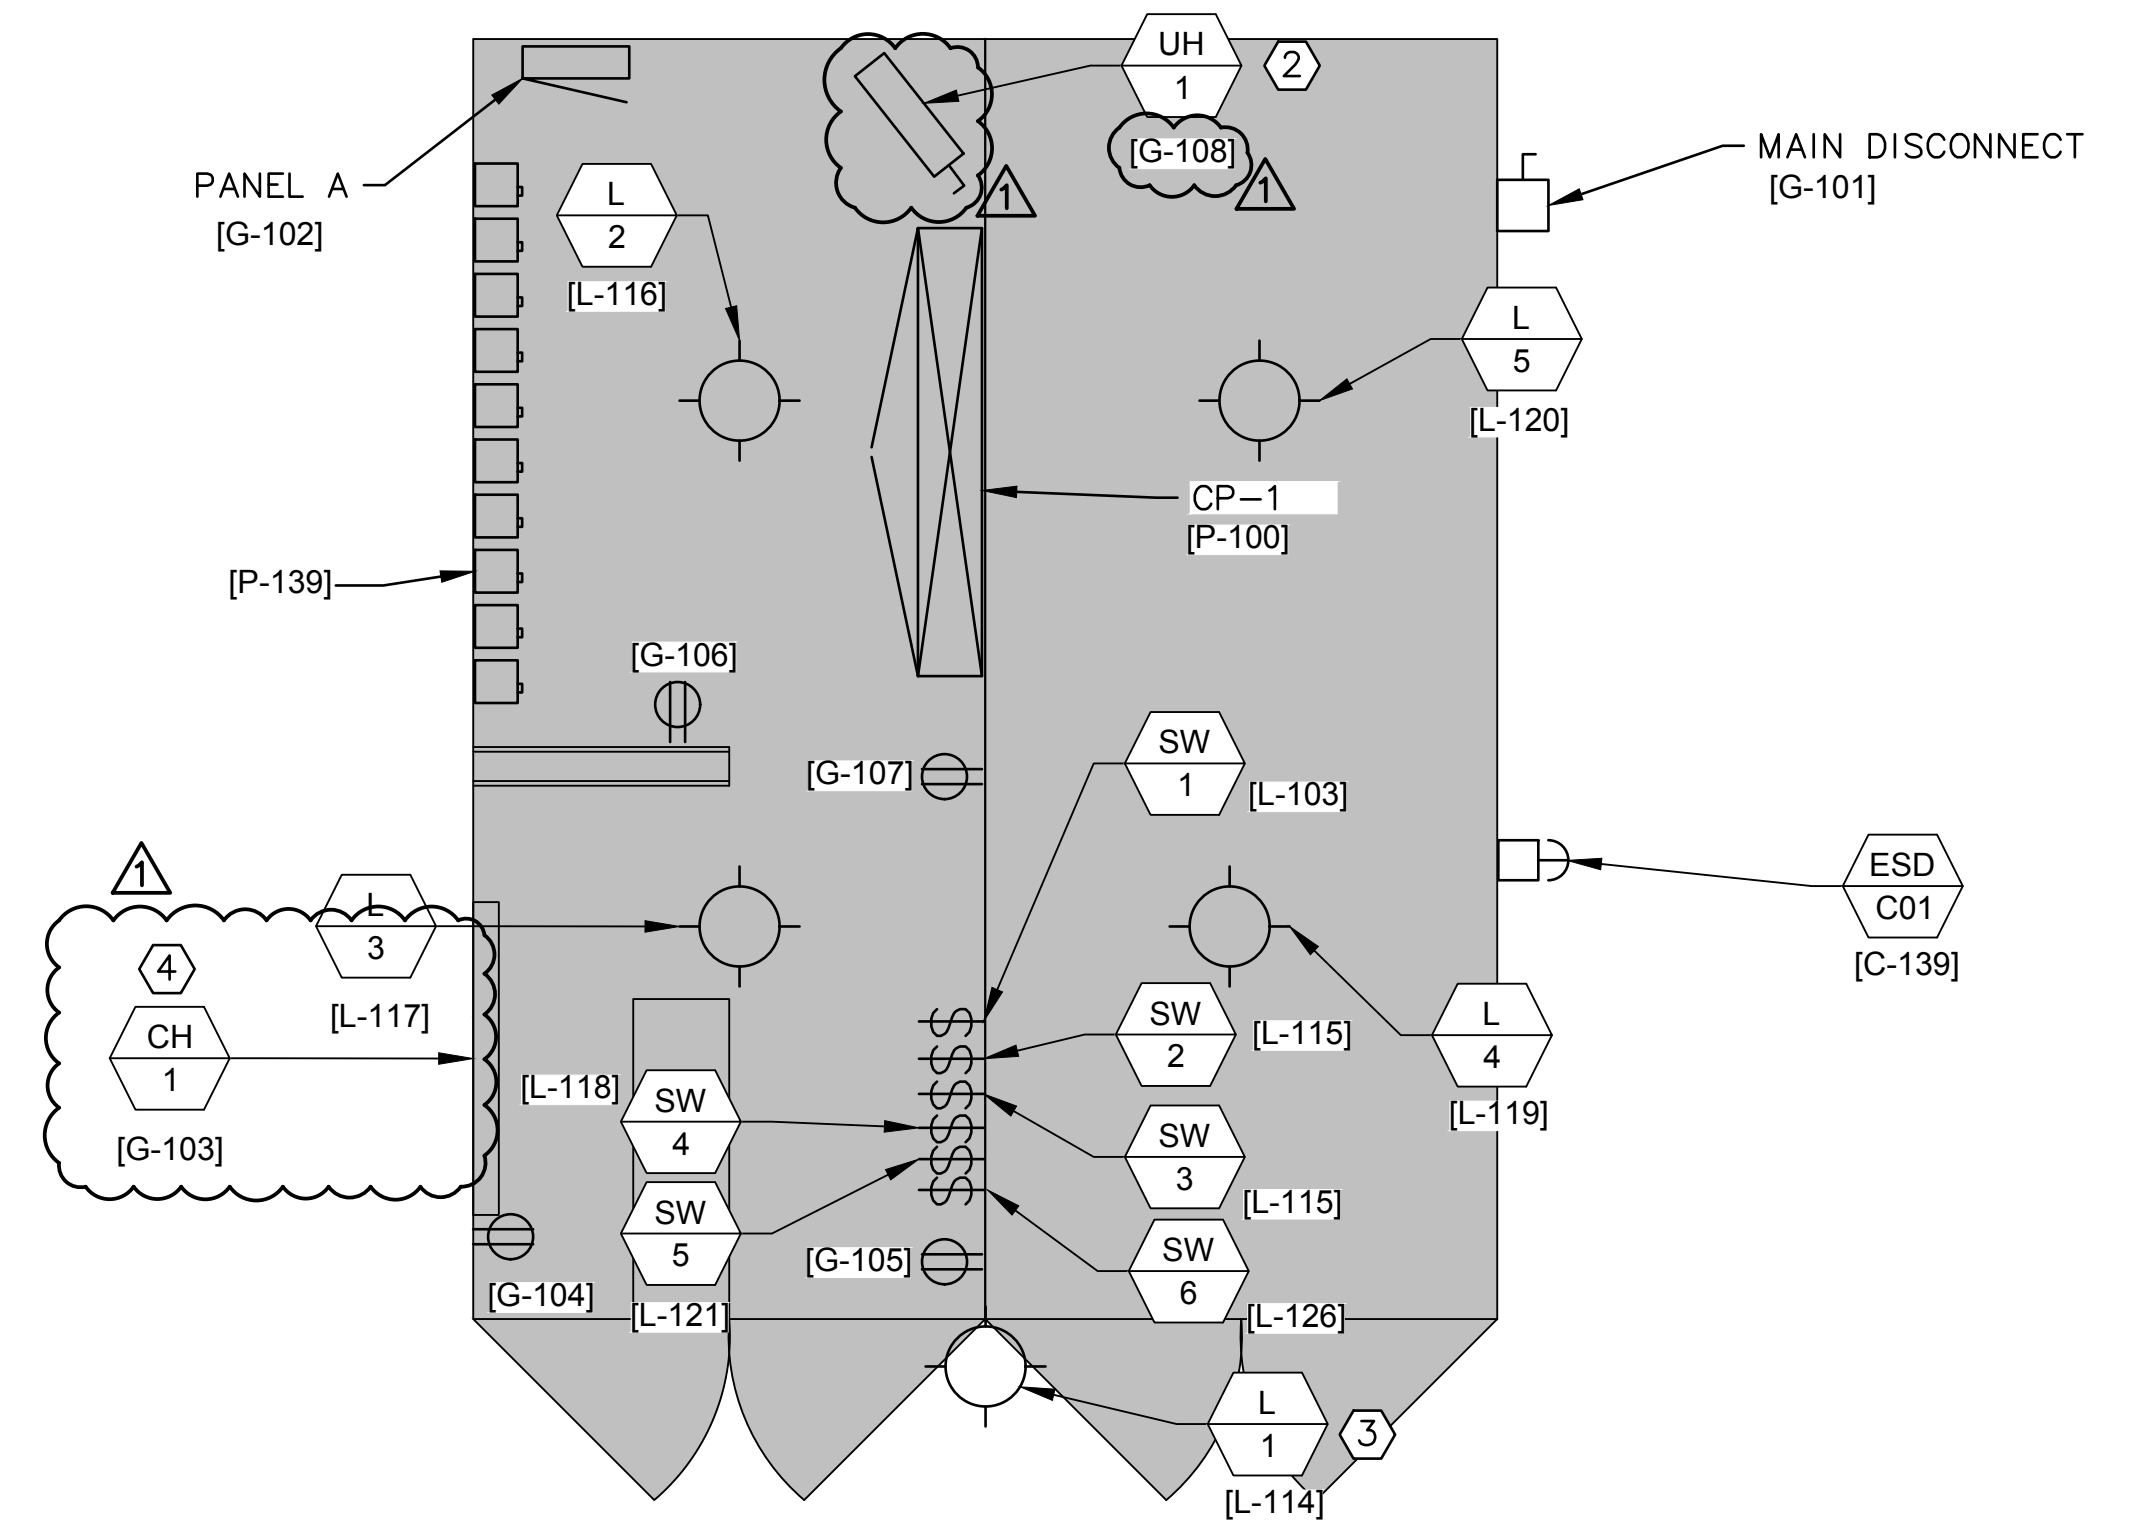 UH
1
2
[G-108]
1
1
MAIN DISCONNECT
[G-101]
PANEL A
[G-102]
L
2
[L-116]
L
5
[L-120]
CP-1
[P-100]
[P-139]
[G-106]
[G-107]
SW
1
[L-103]
1
L
3
[L-117]
4
CH
1
[G-103]
ESD
C01
[C-139]
SW
2
[L-115]
L
4
[L-119]
[L-118]
SW
4
SW
3
[L-115]
SW
5
[L-121]
[G-105]
SW
6
[L-126]
[G-104]
L
1
3
[L-114]